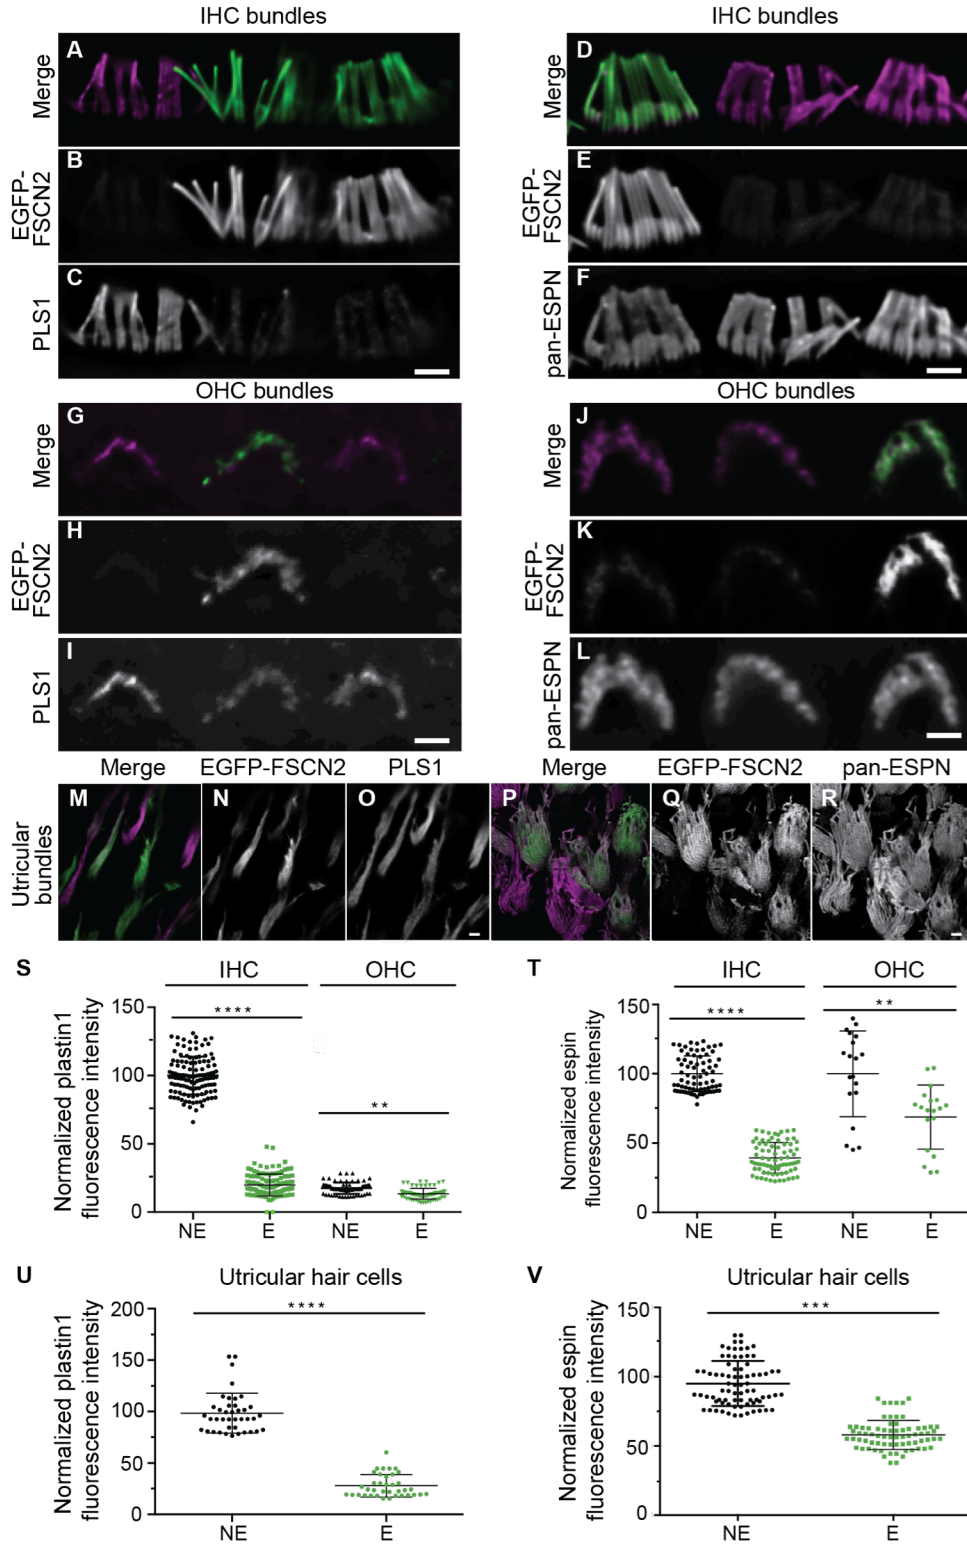 IHC bundles
IHC bundles
A
D
Merge
Merge
B
E
EGFP-
FSCN2
EGFP-
FSCN2
C
F
PLS1
pan-ESPN
OHC bundles
OHC bundles
G
J
Merge
Merge
H
K
EGFP-
FSCN2
EGFP-
FSCN2
I
L
PLS1
pan-ESPN
Merge EGFP-FSCN2 PLS1
Merge EGFP-FSCN2 pan-ESPN
M N O P Q R
Utricular
bundles
S
IHC OHC
Normalized plastin1
fluorescence intensity
150
100
50
0
****
**
NE E NE E
T
IHC OHC
Normalized espin
fluorescence intensity
150
100
50
0
****
**
NE E NE E
U
Utricular hair cells
Normalized plastin1
fluorescence intensity
200
150
100
50
0
****
NE E
V
Utricular hair cells
Normalized espin
fluorescence intensity
150
100
50
0
***
NE E